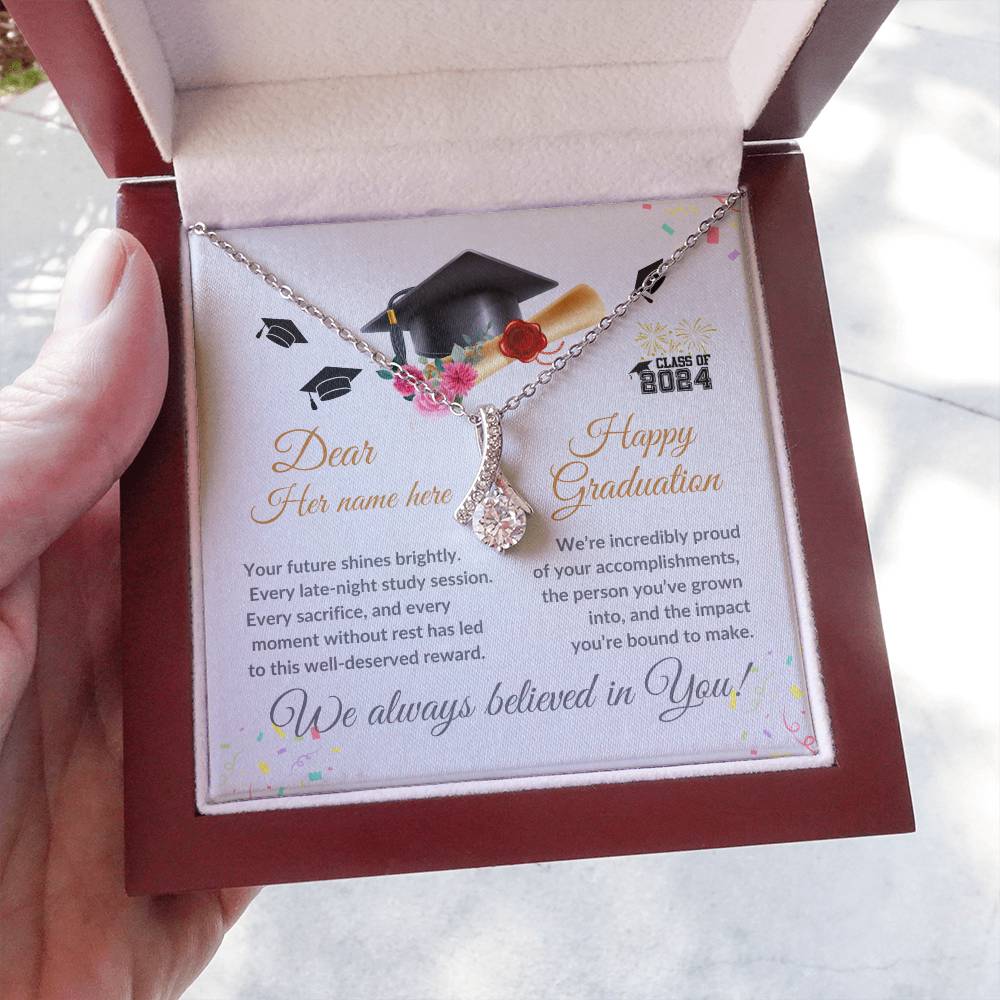 CLASS OF
2024
Dear
Her name here
Your future shines brightly.
Every late-night study session.
Every sacrifice, and every
moment without rest has led
to this well-deserved reward.
Happy
Graduation
We're incredibly proud
of your accomplishments,
the person you've grown
into, and the impact
you're bound to make.
We always believed in You!